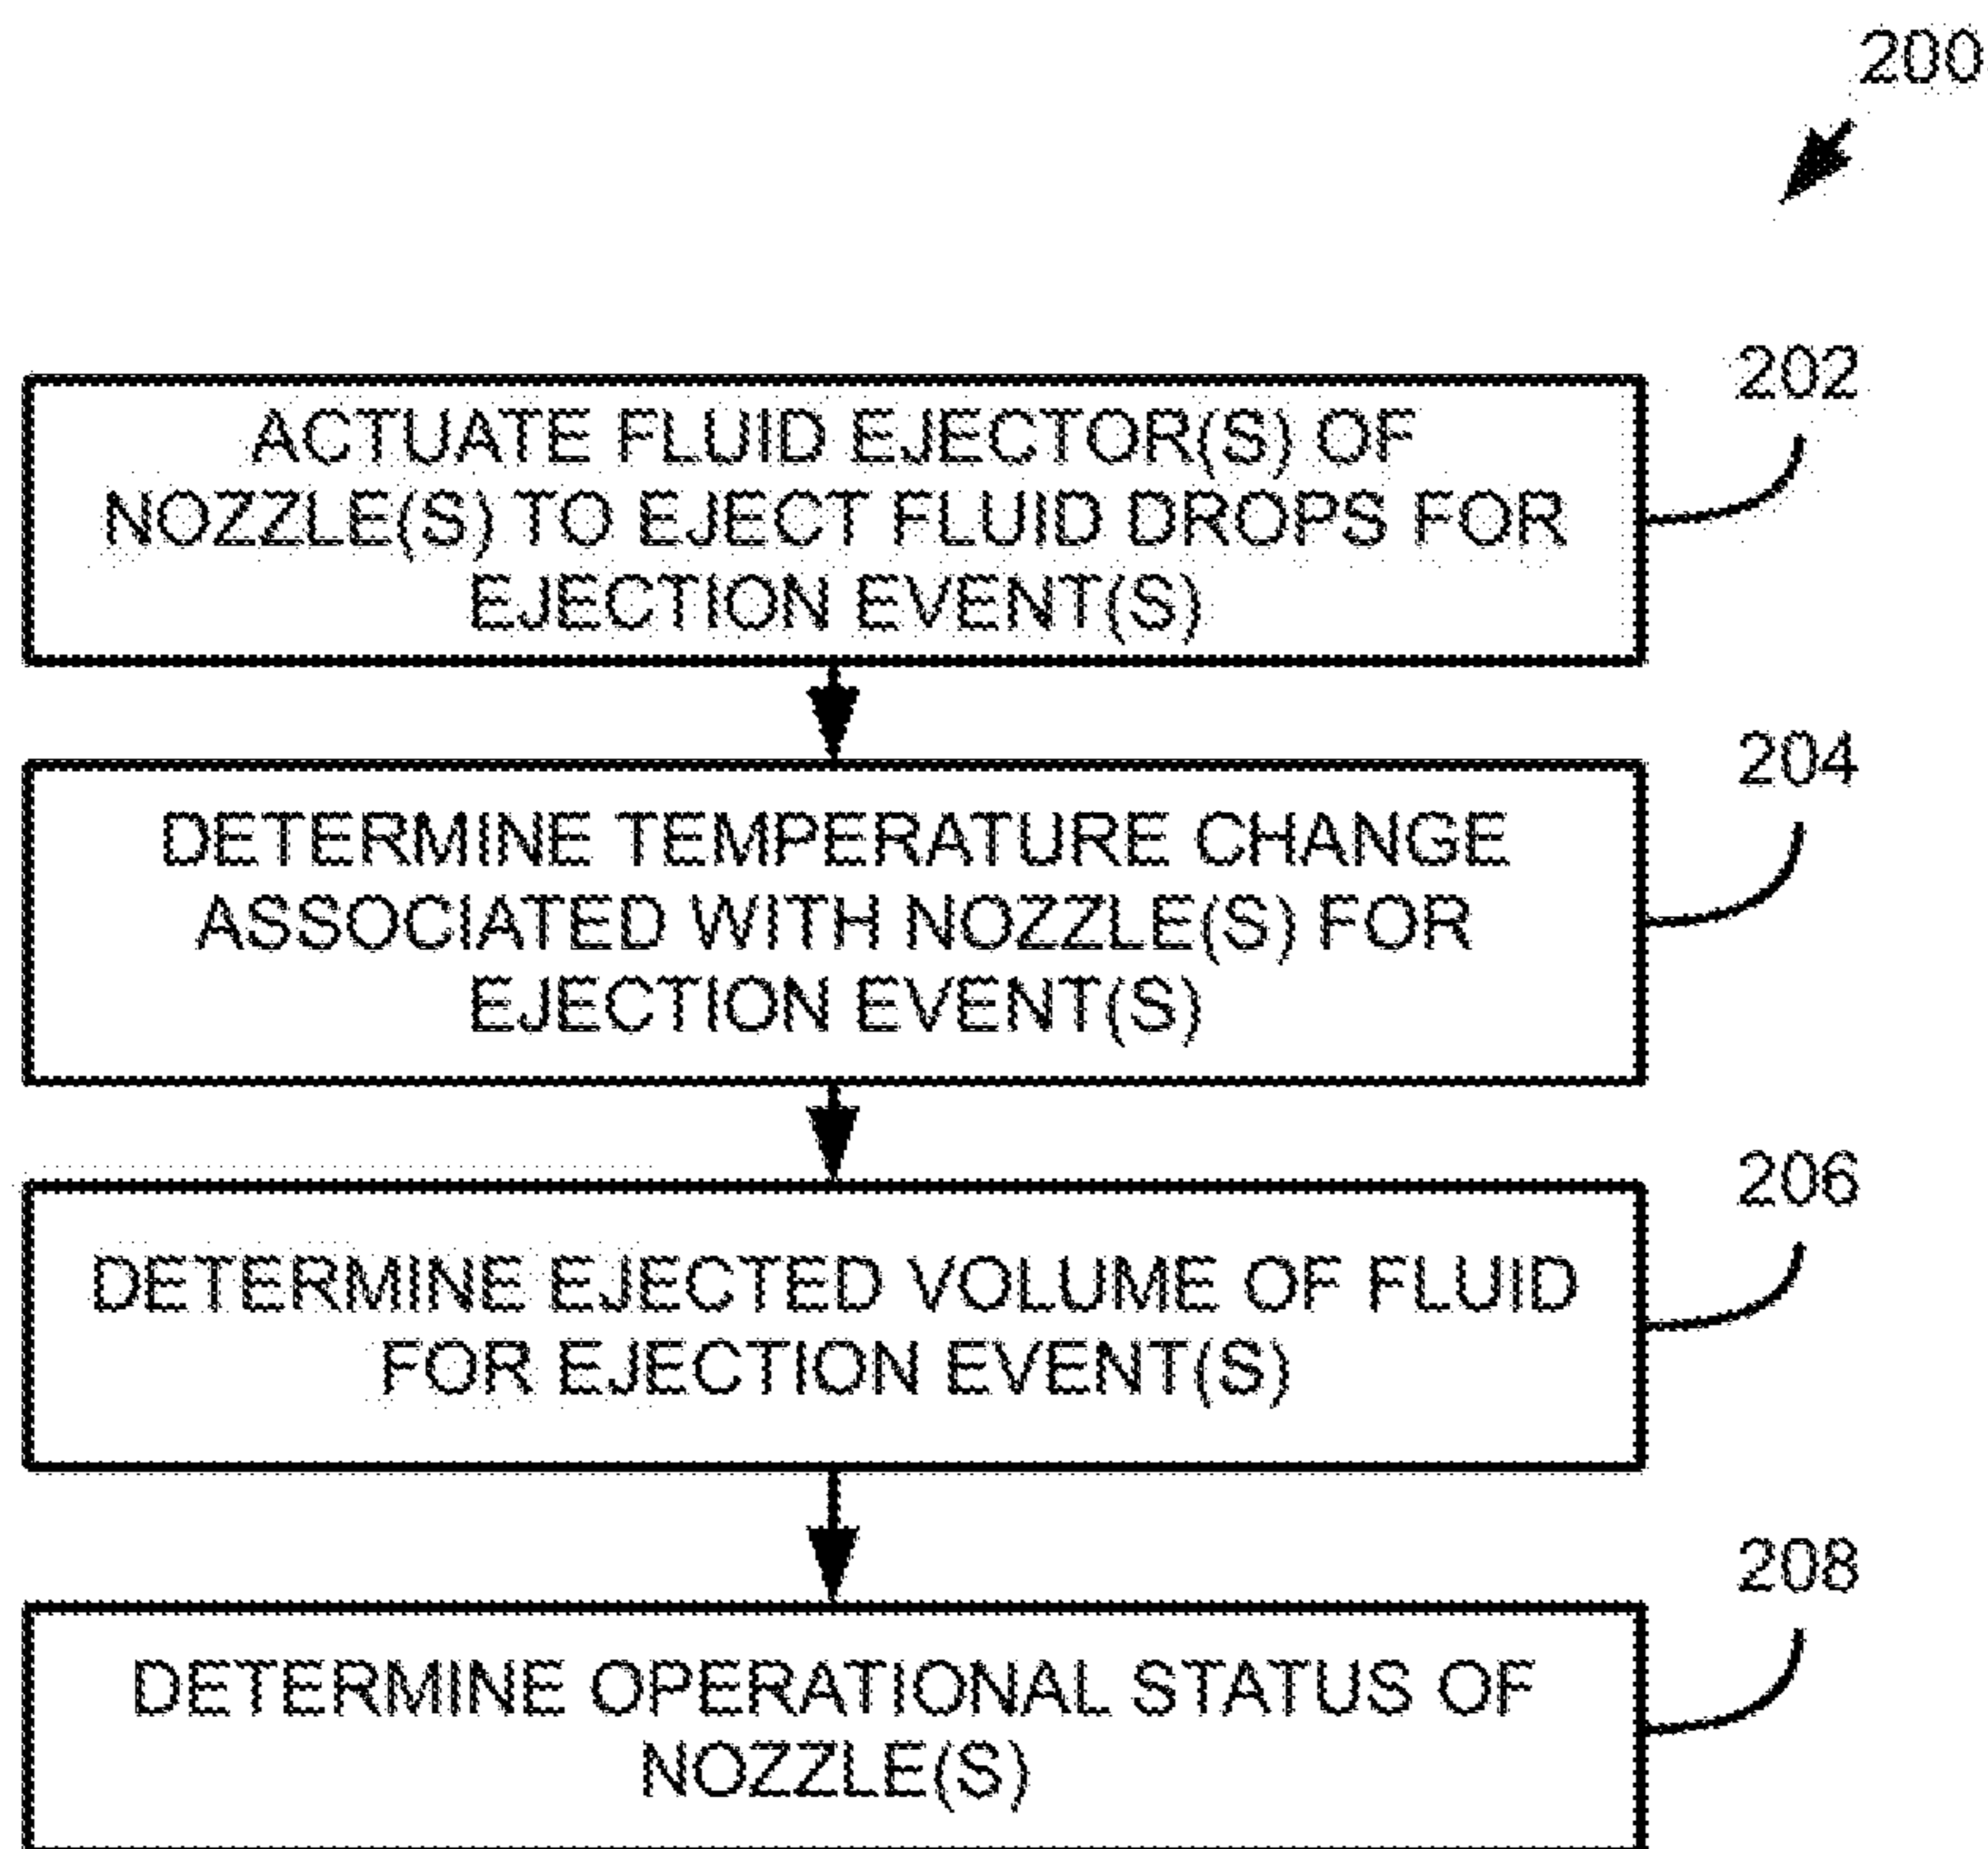 200
202
ACTUATE FLUID EJECTOR(S) OF
NOZZLE(S) TO EJECT FLUID DROPS FOR
EJECTION EVENT(S)
204
DETERMINE TEMPERATURE CHANGE
ASSOCIATED WITH NOZZLE(S) FOR
EJECTION EVENT(S)
206
DETERMINE EJECTED VOLUME OF FLUID
FOR EJECTION EVENT(S)
208
DETERMINE OPERATIONAL STATUS OF
NOZZLE(S)